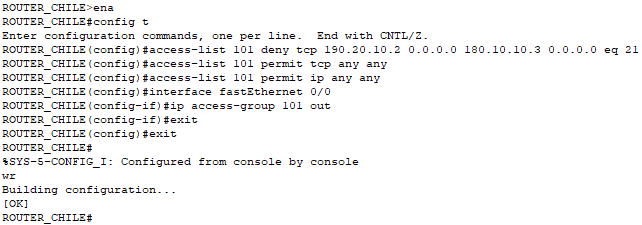 ROUTER_CHILE>ena
ROUTER_CHILE#config t
Enter configuration commands, one per line.  End with CNTL/Z.
ROUTER_CHILE(config)#access-list 101 deny tcp 190.20.10.2 0.0.0.0 180.10.10.3 0.0.0.0 eq 21
ROUTER_CHILE(config)#access-list 101 permit tcp any any
ROUTER_CHILE(config)#access-list 101 permit ip any any
ROUTER_CHILE(config)#interface fastEthernet 0/0
ROUTER_CHILE(config-if)#ip access-group 101 out
ROUTER_CHILE(config-if)#exit
ROUTER_CHILE(config)#exit
ROUTER_CHILE#
%SYS-5-CONFIG_I: Configured from console by console
wr
Building configuration...
[OK]
ROUTER_CHILE#